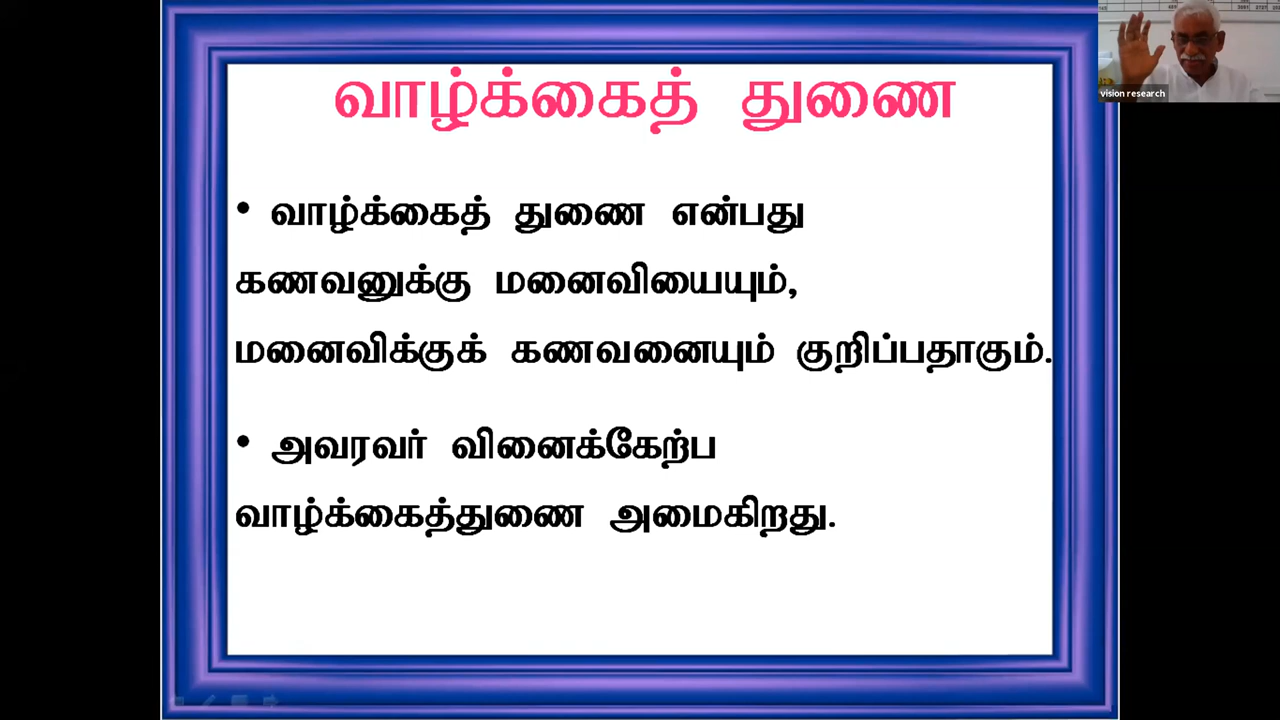 வாழ்க்கைத் துணை
• வாழ்க்கைத் துணை என்பது
கணவனுக்கு மனைவியையும்,
மனைவிக்குக் கணவனையும் குறிப்பதாகும்.
• அவரவர் வினைக்கேற்ப
வாழ்க்கைத்துணை அமைகிறது.
vision research